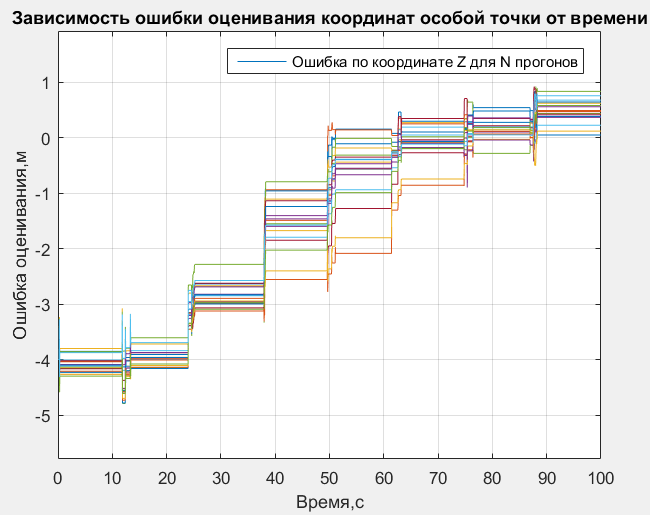 Зависимость ошибки оценивания координат особой точки от времени
Ошибка по координате Z для N прогонов
Ошибка оценивания,м
1
0
-1
-2
-3
-4
-5
0 10 20 30 40 50 60 70 80 90 100
Время,с